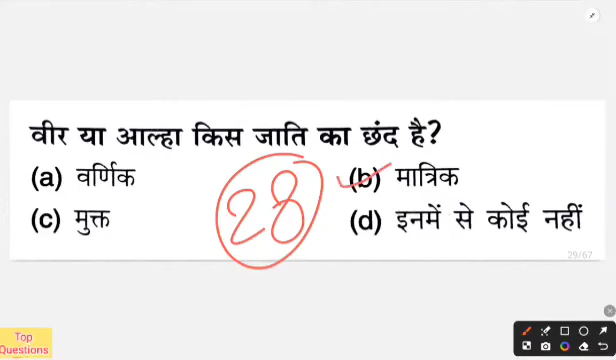 वीर या आल्हा किस जाति का छंद है?
(a) वर्णिक
(b) मात्रिक
(c) मुक्त
(d) इनमें से कोई नहीं
28
29/67
Top
Questions